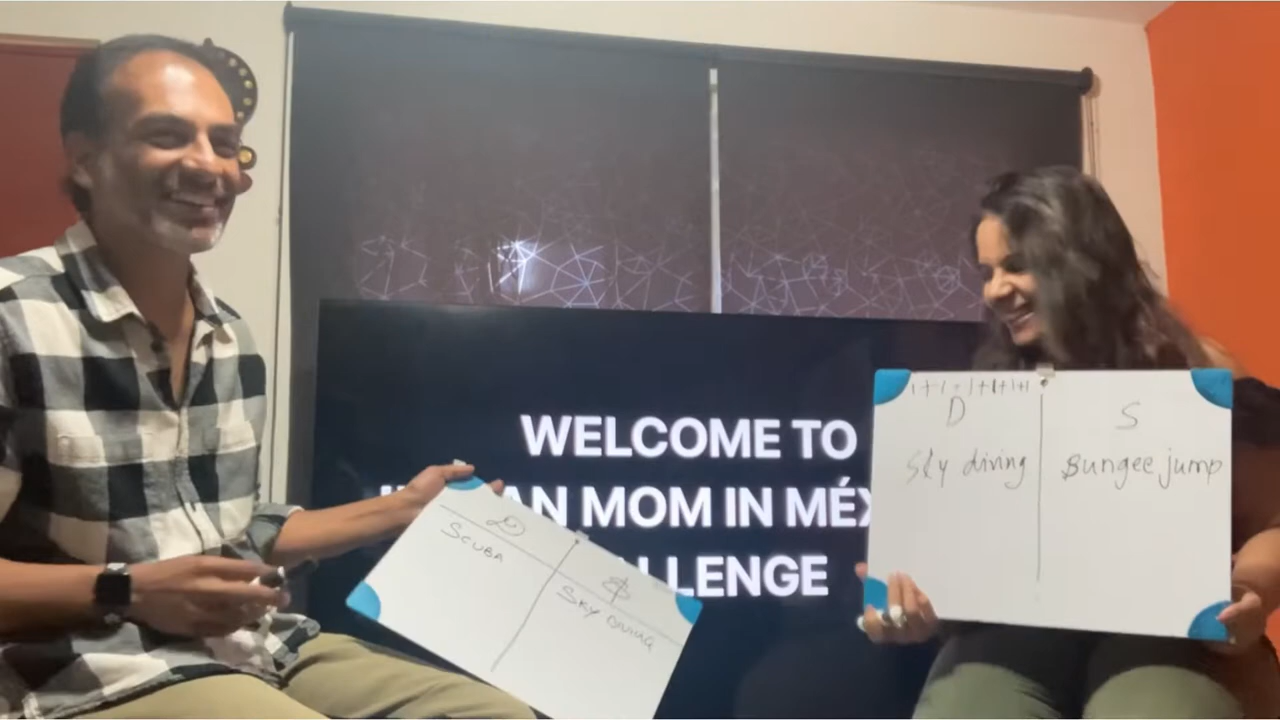 WELCOME TO
AN MOM IN MÉX
LLENGE
D
SCUBA
S
SKY DIVING
D
Sky diving
S
Bungee jump